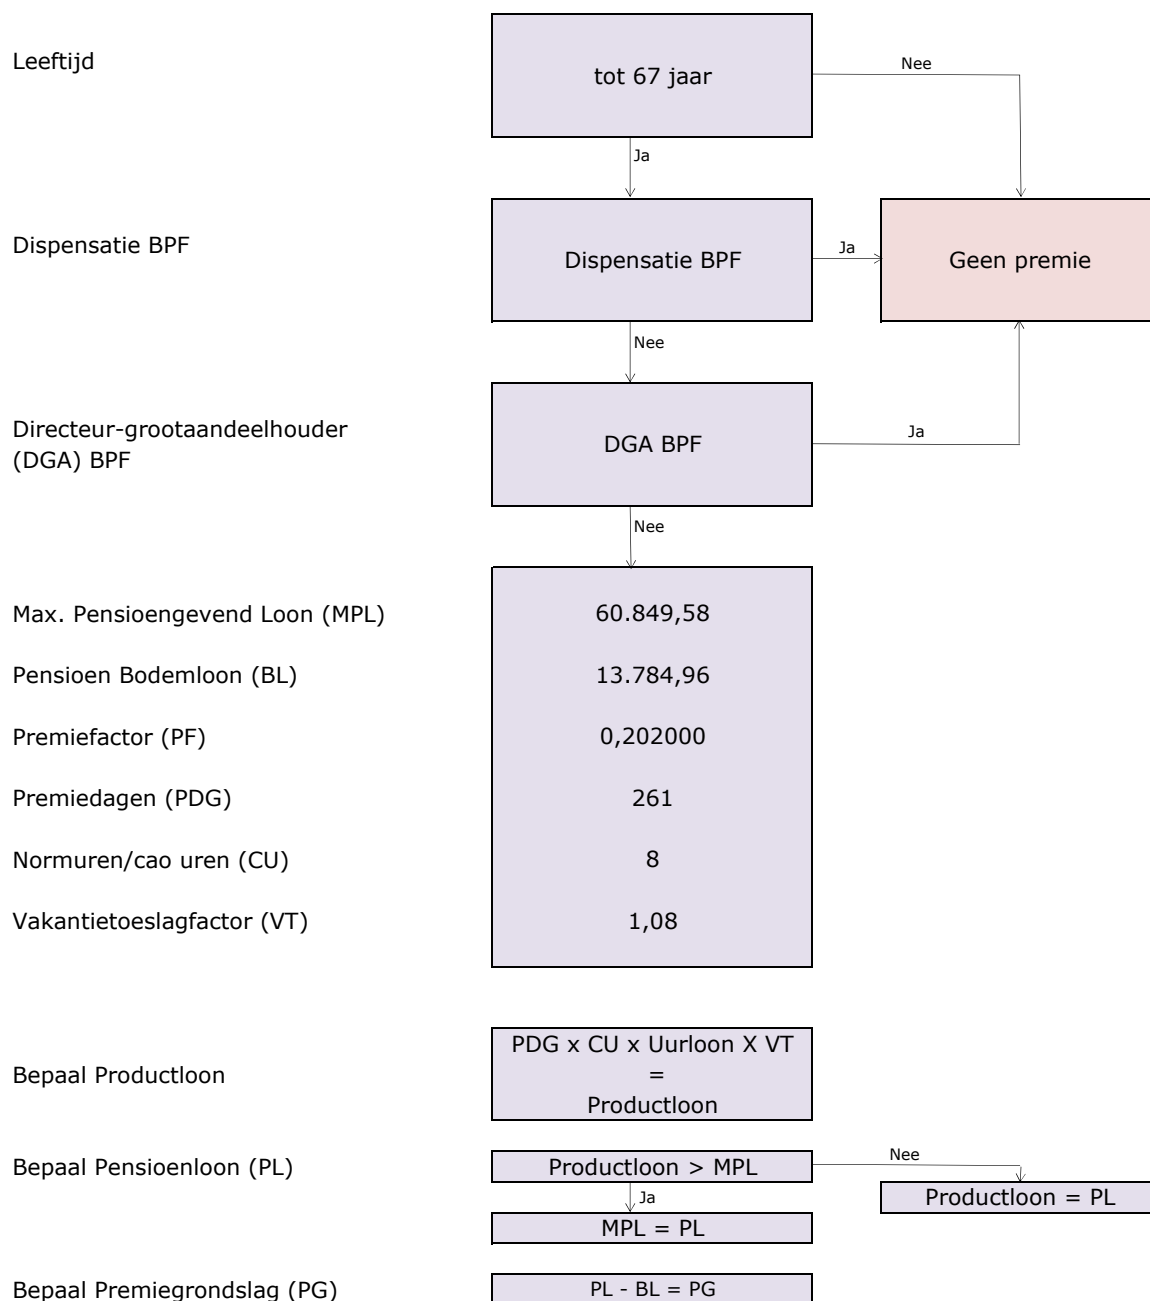 Leeftijd
tot 67 jaar
Nee
Ja
Dispensatie BPF
Dispensatie BPF
Ja
Geen premie
Nee
Directeur-grootaandeelhouder
(DGA) BPF
DGA BPF
Ja
Nee
Max. Pensioengevend Loon (MPL)
60.849,58
Pensioen Bodemloon (BL)
13.784,96
Premiefactor (PF)
0,202000
Premiedagen (PDG)
261
Normuren/cao uren (CU)
8
Vakantietoeslagfactor (VT)
1,08
Bepaal Productloon
PDG x CU x Uurloon X VT
=
Productloon
Bepaal Pensioenloon (PL)
Productloon > MPL
Nee
Ja
Productloon = PL
MPL = PL
Bepaal Premiegrondslag (PG)
PL - BL = PG